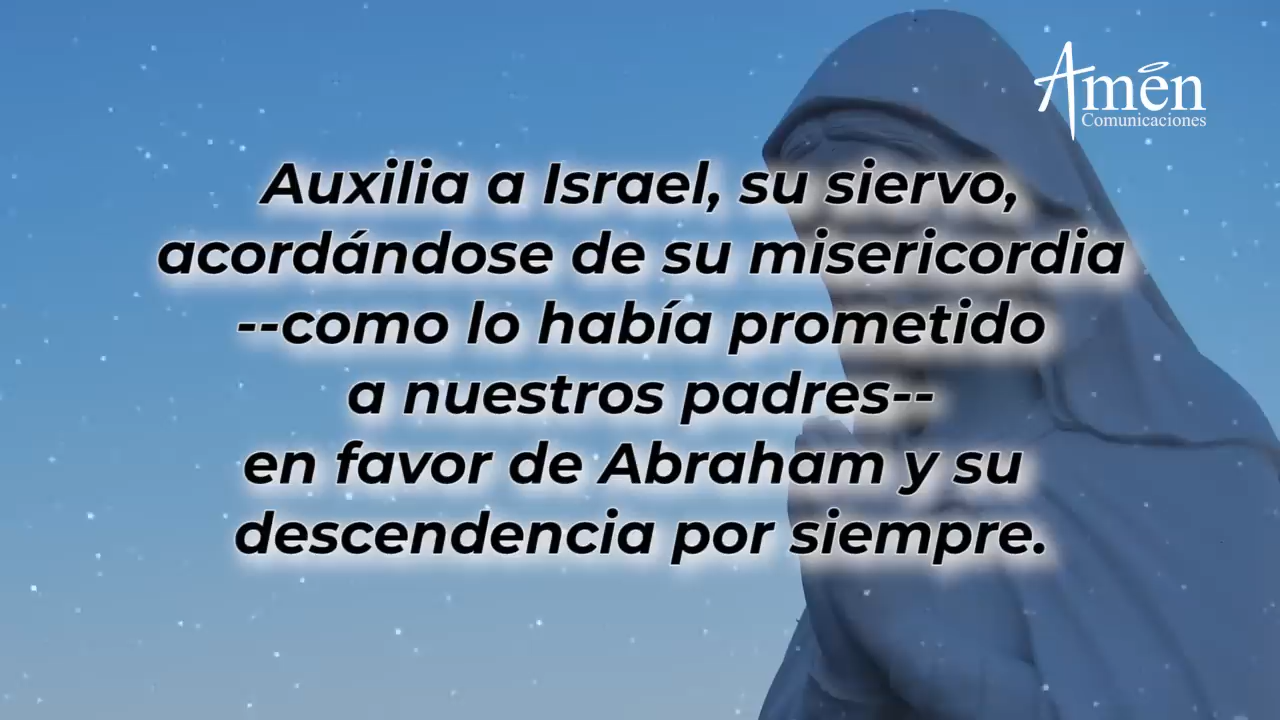 Amén
Comunicaciones
Auxilia a Israel, su siervo,
acordándose de su misericordia
--como lo había prometido
a nuestros padres--
en favor de Abraham y su
descendencia por siempre.